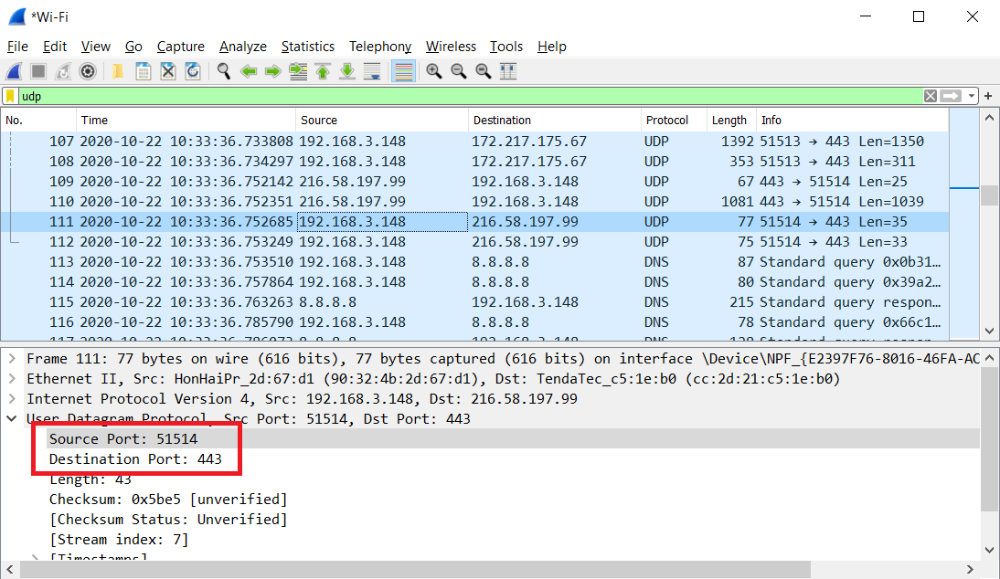 *Wi-Fi
File Edit View Go Capture Analyze Statistics Telephony Wireless Tools Help
udp
No. Time Source Destination Protocol Length Info
107 2020-10-22 10:33:36.733808 192.168.3.148 172.217.175.67 UDP 1392 51513 → 443 Len=1350
108 2020-10-22 10:33:36.734297 192.168.3.148 172.217.175.67 UDP 353 51513 → 443 Len=311
109 2020-10-22 10:33:36.752142 216.58.197.99 192.168.3.148 UDP 67 443 → 51514 Len=25
110 2020-10-22 10:33:36.752351 216.58.197.99 192.168.3.148 UDP 1081 443 → 51514 Len=1039
111 2020-10-22 10:33:36.752685 192.168.3.148 216.58.197.99 UDP 77 51514 → 443 Len=35
112 2020-10-22 10:33:36.753249 192.168.3.148 216.58.197.99 UDP 75 51514 → 443 Len=33
113 2020-10-22 10:33:36.753510 192.168.3.148 8.8.8.8 DNS 87 Standard query 0x0b31…
114 2020-10-22 10:33:36.757864 192.168.3.148 8.8.8.8 DNS 80 Standard query 0x39a2…
115 2020-10-22 10:33:36.763263 8.8.8.8 192.168.3.148 DNS 215 Standard query respon…
116 2020-10-22 10:33:36.785790 192.168.3.148 8.8.8.8 DNS 78 Standard query 0x66c1…
Frame 111: 77 bytes on wire (616 bits), 77 bytes captured (616 bits) on interface \Device\NPF_{E2397F76-8016-46FA-AC
Ethernet II, Src: HonHaiPr_2d:67:d1 (90:32:4b:2d:67:d1), Dst: TendaTec_c5:1e:b0 (cc:2d:21:c5:1e:b0)
Internet Protocol Version 4, Src: 192.168.3.148, Dst: 216.58.197.99
User Datagram Protocol, Src Port: 51514, Dst Port: 443
Source Port: 51514
Destination Port: 443
Length: 43
Checksum: 0x5be5 [unverified]
[Checksum Status: Unverified]
[Stream index: 7]
[Timestamps]